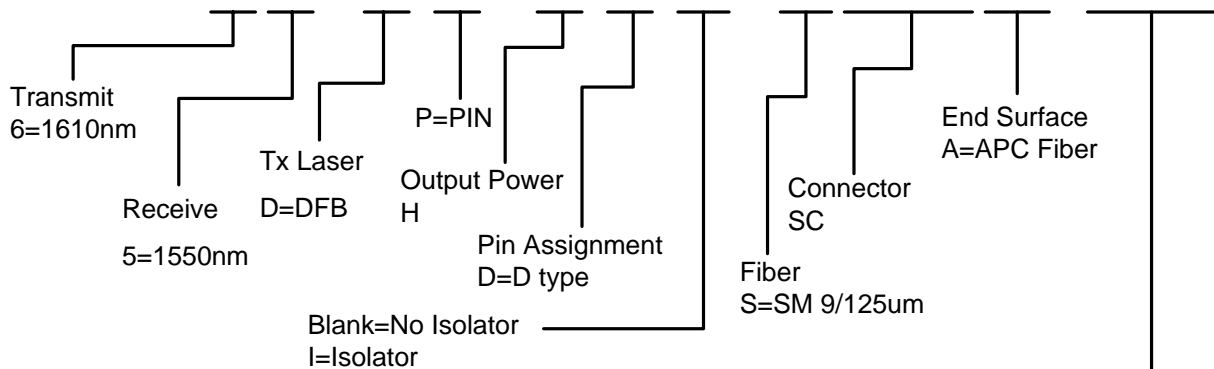 Transmit
6=1610nm
Receive
5=1550nm
Tx Laser
D=DFB
P=PIN
Output Power
H
Pin Assignment
D=D type
Blank=No Isolator
I=Isolator
Fiber
S=SM 9/125um
Connector
SC
End Surface
A=APC Fiber